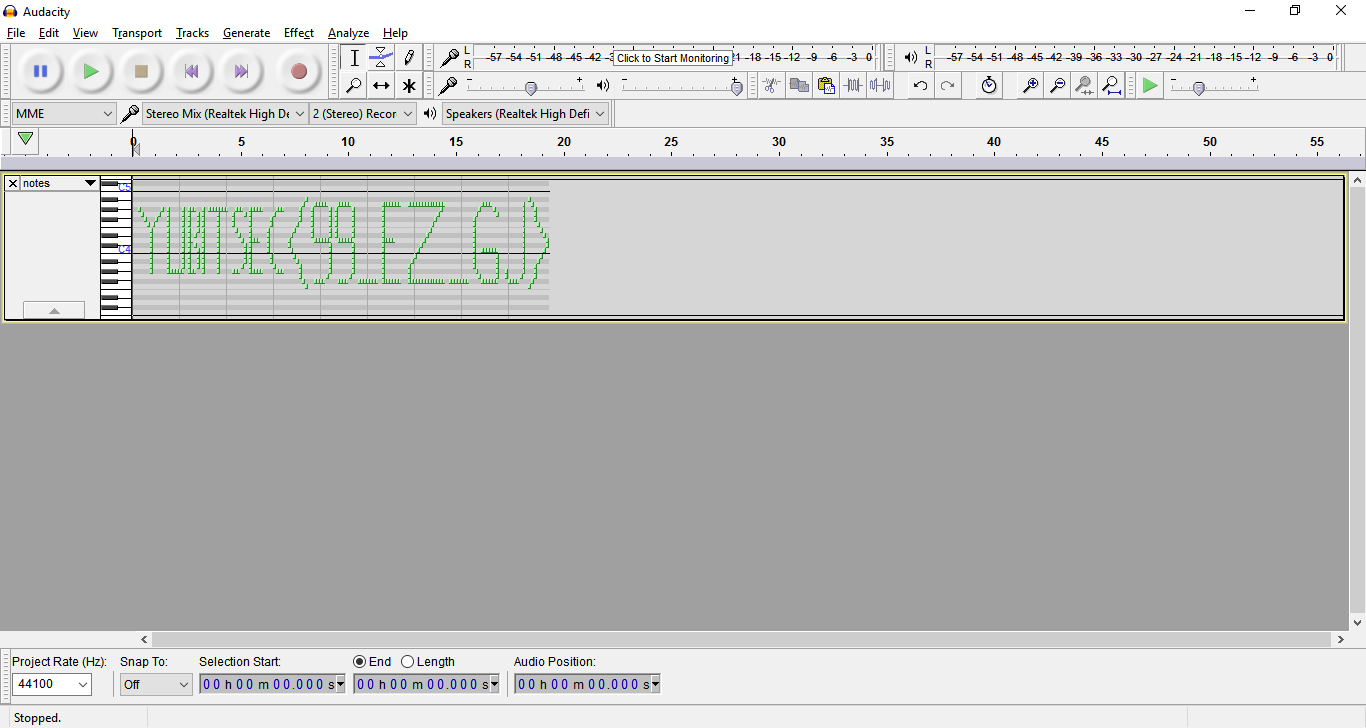 Audacity
File Edit View Transport Tracks Generate Effect Analyze Help
L -57 -54 -51 -48 -45 -42 -3 Click to Start Monitoring 1 -18 -15 -12 -9 -6 -3 0 L -57 -54 -51 -48 -45 -42 -39 -36 -33 -30 -27 -24 -21 -18 -15 -12 -9 -6 -3 0
R R
- + - + - +
MME Stereo Mix (Realtek High De 2 (Stereo) Recor Speakers (Realtek High Defi
0 5 10 15 20 25 30 35 40 45 50 55
notes C5
C4
Project Rate (Hz): Snap To: Selection Start: End Length Audio Position:
44100 Off 00 h 00 m 00.000 s 00 h 00 m 00.000 s 00 h 00 m 00.000 s
Stopped.